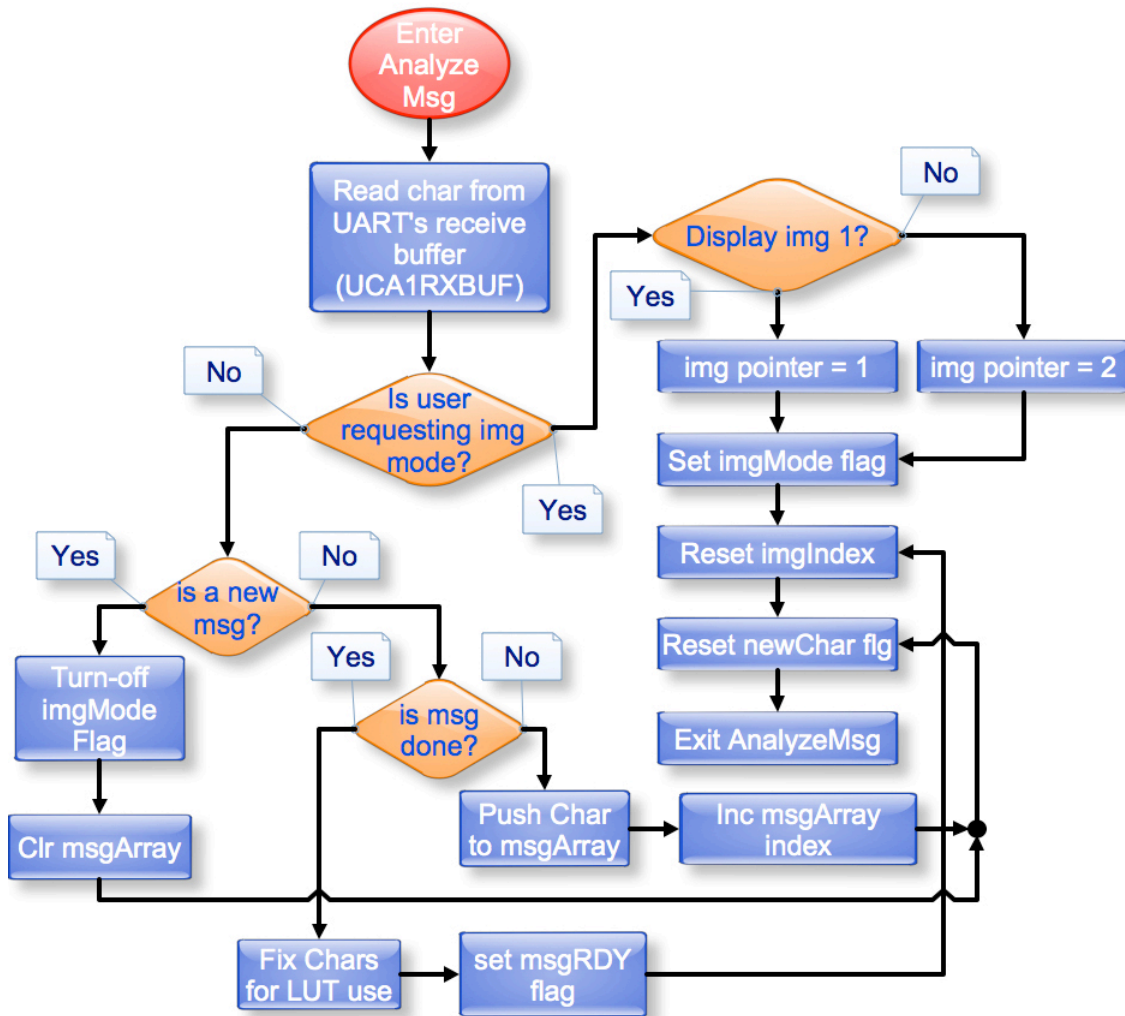 Enter
Analyze
Msg
Read char from
UART's receive
buffer
(UCA1RXBUF)
No
Display img 1?
Yes
img pointer = 1
img pointer = 2
No
Is user
requesting img
mode?
Yes
Set imgMode flag
Reset imgIndex
Reset newChar flg
Exit AnalyzeMsg
Yes
is a new
msg?
No
Turn-off
imgMode
Flag
Clr msgArray
Yes
is msg
done?
No
Push Char
to msgArray
Inc msgArray
index
Fix Chars
for LUT use
set msgRDY
flag